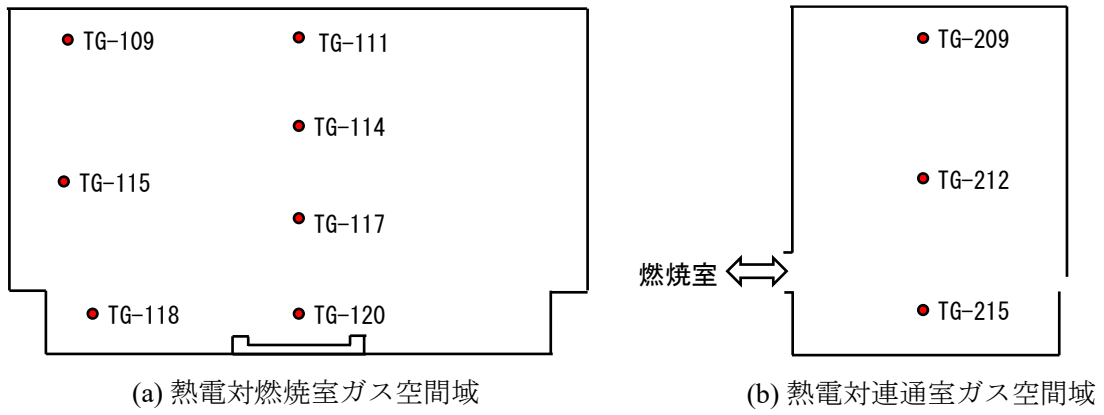 TG-109
TG-111
TG-114
TG-115
TG-117
TG-118
TG-120
(a) 熱電対燃焼室ガス空間域
TG-209
TG-212
燃焼室
TG-215
(b) 熱電対連通室ガス空間域